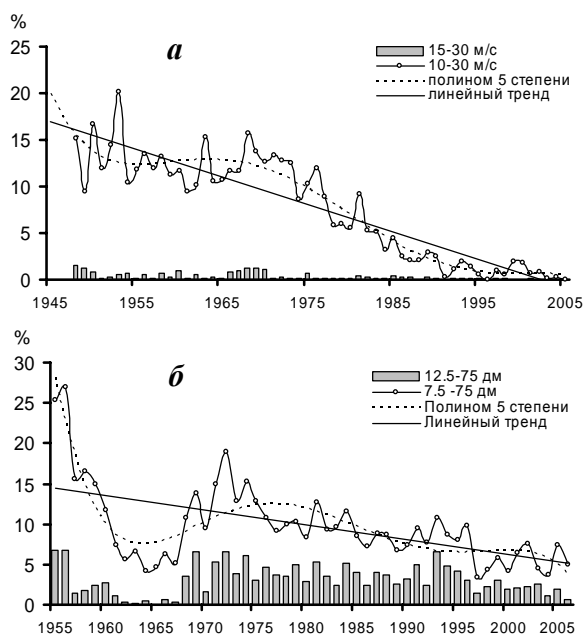 %
а
25
20
15
10
5
0
15-30 м/с
10-30 м/с
полином 5 степени
линейный тренд
1945 1955 1965 1975 1985 1995 2005
%
б
30
25
20
15
10
5
0
12.5-75 дм
7.5 -75 дм
Полином 5 степени
Линейный тренд
1955 1960 1965 1970 1975 1980 1985 1990 1995 2000 2005